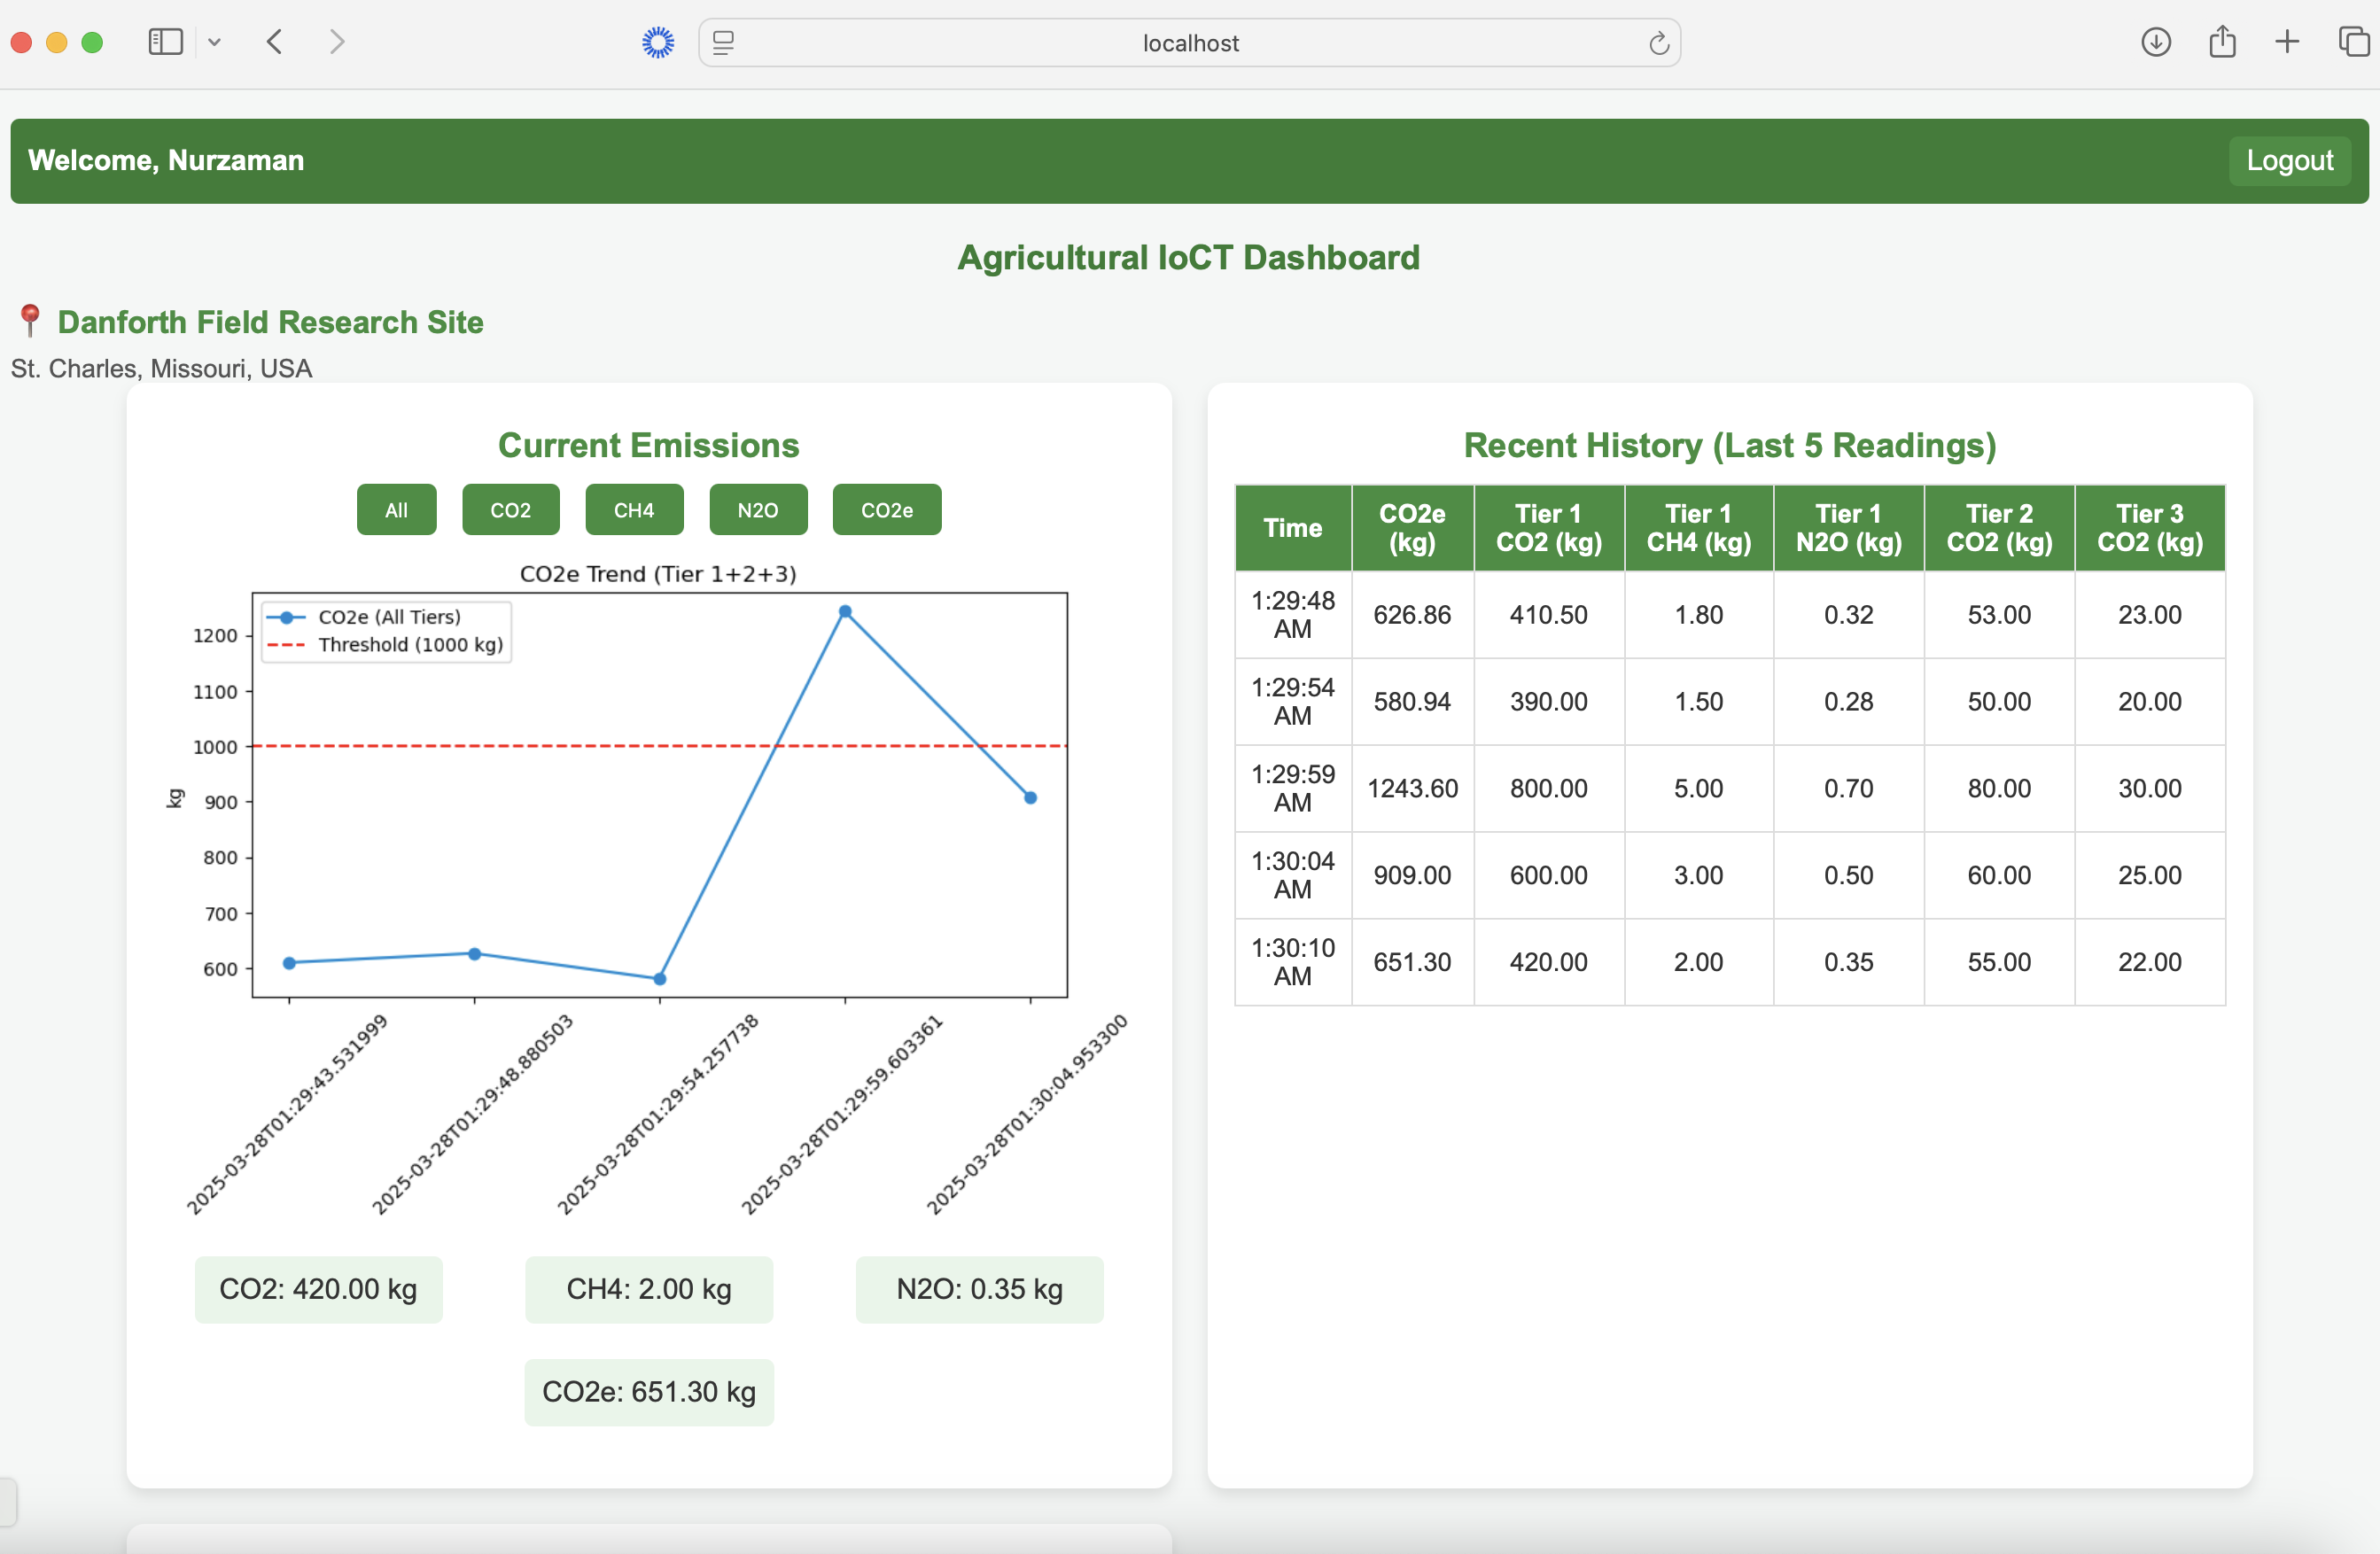 localhost
Welcome, Nurzaman
Logout
Agricultural IoCT Dashboard
Danforth Field Research Site
St. Charles, Missouri, USA
Current Emissions
All CO2 CH4 N2O CO2e
CO2e Trend (Tier 1+2+3)
CO2e (All Tiers)
Threshold (1000 kg)
1200
1100
1000
900
800
700
600
kg
2025-03-28T01:29:43.531999
2025-03-28T01:29:48.880503
2025-03-28T01:29:54.257738
2025-03-28T01:29:59.603361
2025-03-28T01:30:04.953300
CO2: 420.00 kg
CH4: 2.00 kg
N2O: 0.35 kg
CO2e: 651.30 kg
Recent History (Last 5 Readings)
Time CO2e (kg) Tier 1 CO2 (kg) Tier 1 CH4 (kg) Tier 1 N2O (kg) Tier 2 CO2 (kg) Tier 3 CO2 (kg)
1:29:48 AM 626.86 410.50 1.80 0.32 53.00 23.00
1:29:54 AM 580.94 390.00 1.50 0.28 50.00 20.00
1:29:59 AM 1243.60 800.00 5.00 0.70 80.00 30.00
1:30:04 AM 909.00 600.00 3.00 0.50 60.00 25.00
1:30:10 AM 651.30 420.00 2.00 0.35 55.00 22.00